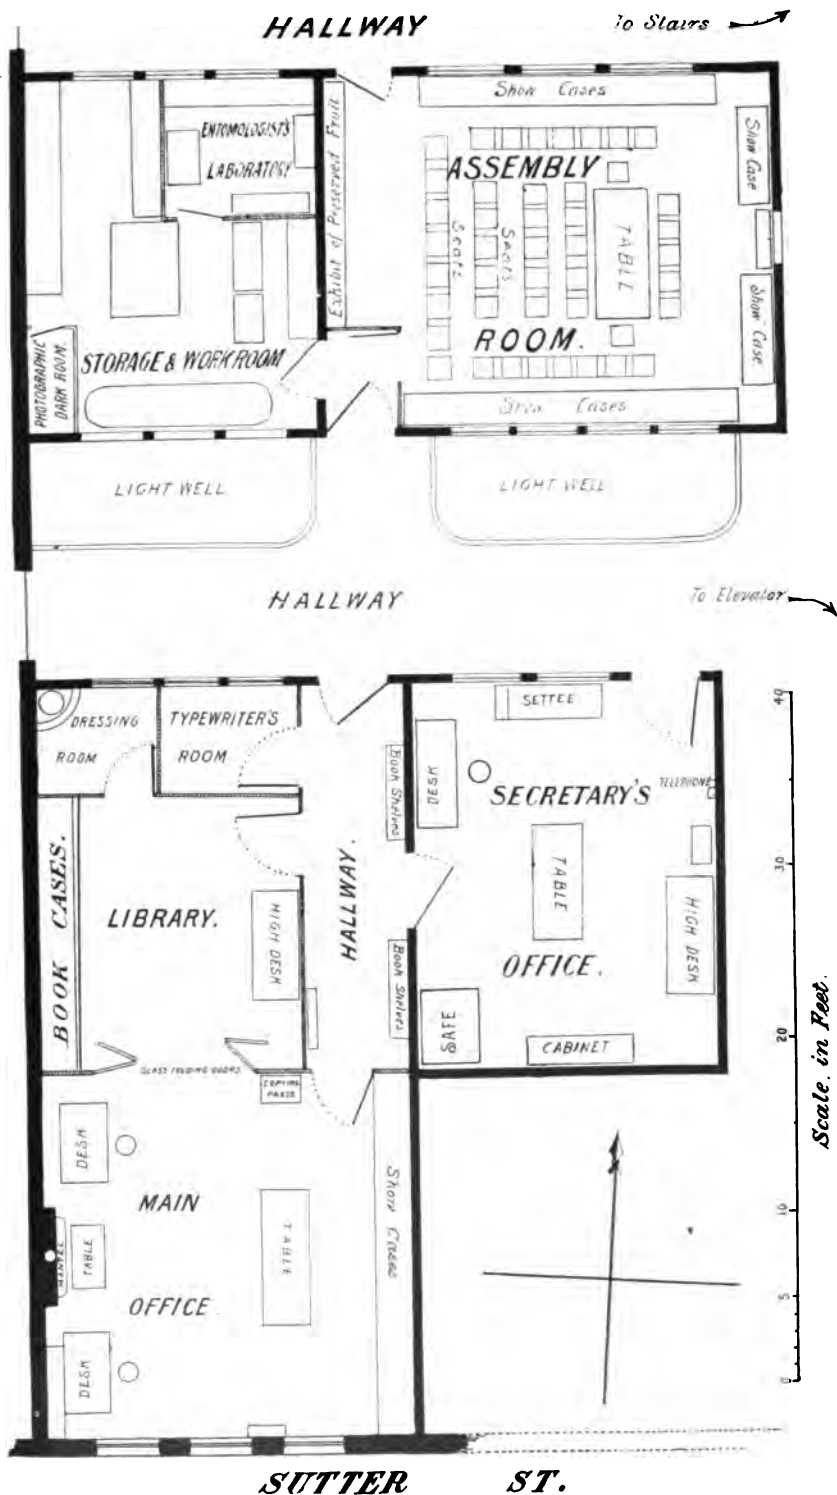 HALLWAY
To Stairs
Show Cases
ENTOMOLOGIST'S
LABORATORY
Exhibit of Preserved Fruit
ASSEMBLY
ROOM.
Seats
Seats
TABLE
Show Case
Show Case
Show Cases
PHOTOGRAPHIC
DARK ROOM.
STORAGE & WORKROOM
LIGHT WELL
LIGHT WELL
HALLWAY
To Elevator
DRESSING
ROOM
TYPEWRITER'S
ROOM
BOOK CASES.
LIBRARY.
HIGH DESK
HALLWAY.
Book Shelves
Book Shelves
SETTEE
DESK
SECRETARY'S
OFFICE.
TELEPHONE
TABLE
HIGH DESK
SAFE
CABINET
GLASS FOLDING DOORS
COPYING
PRESS
DESK
MAIN
OFFICE
MANTEL
TABLE
TABLE
DESK
Show Cases
40
30
20
10
5
0
Scale in Feet.
SUTTER ST.